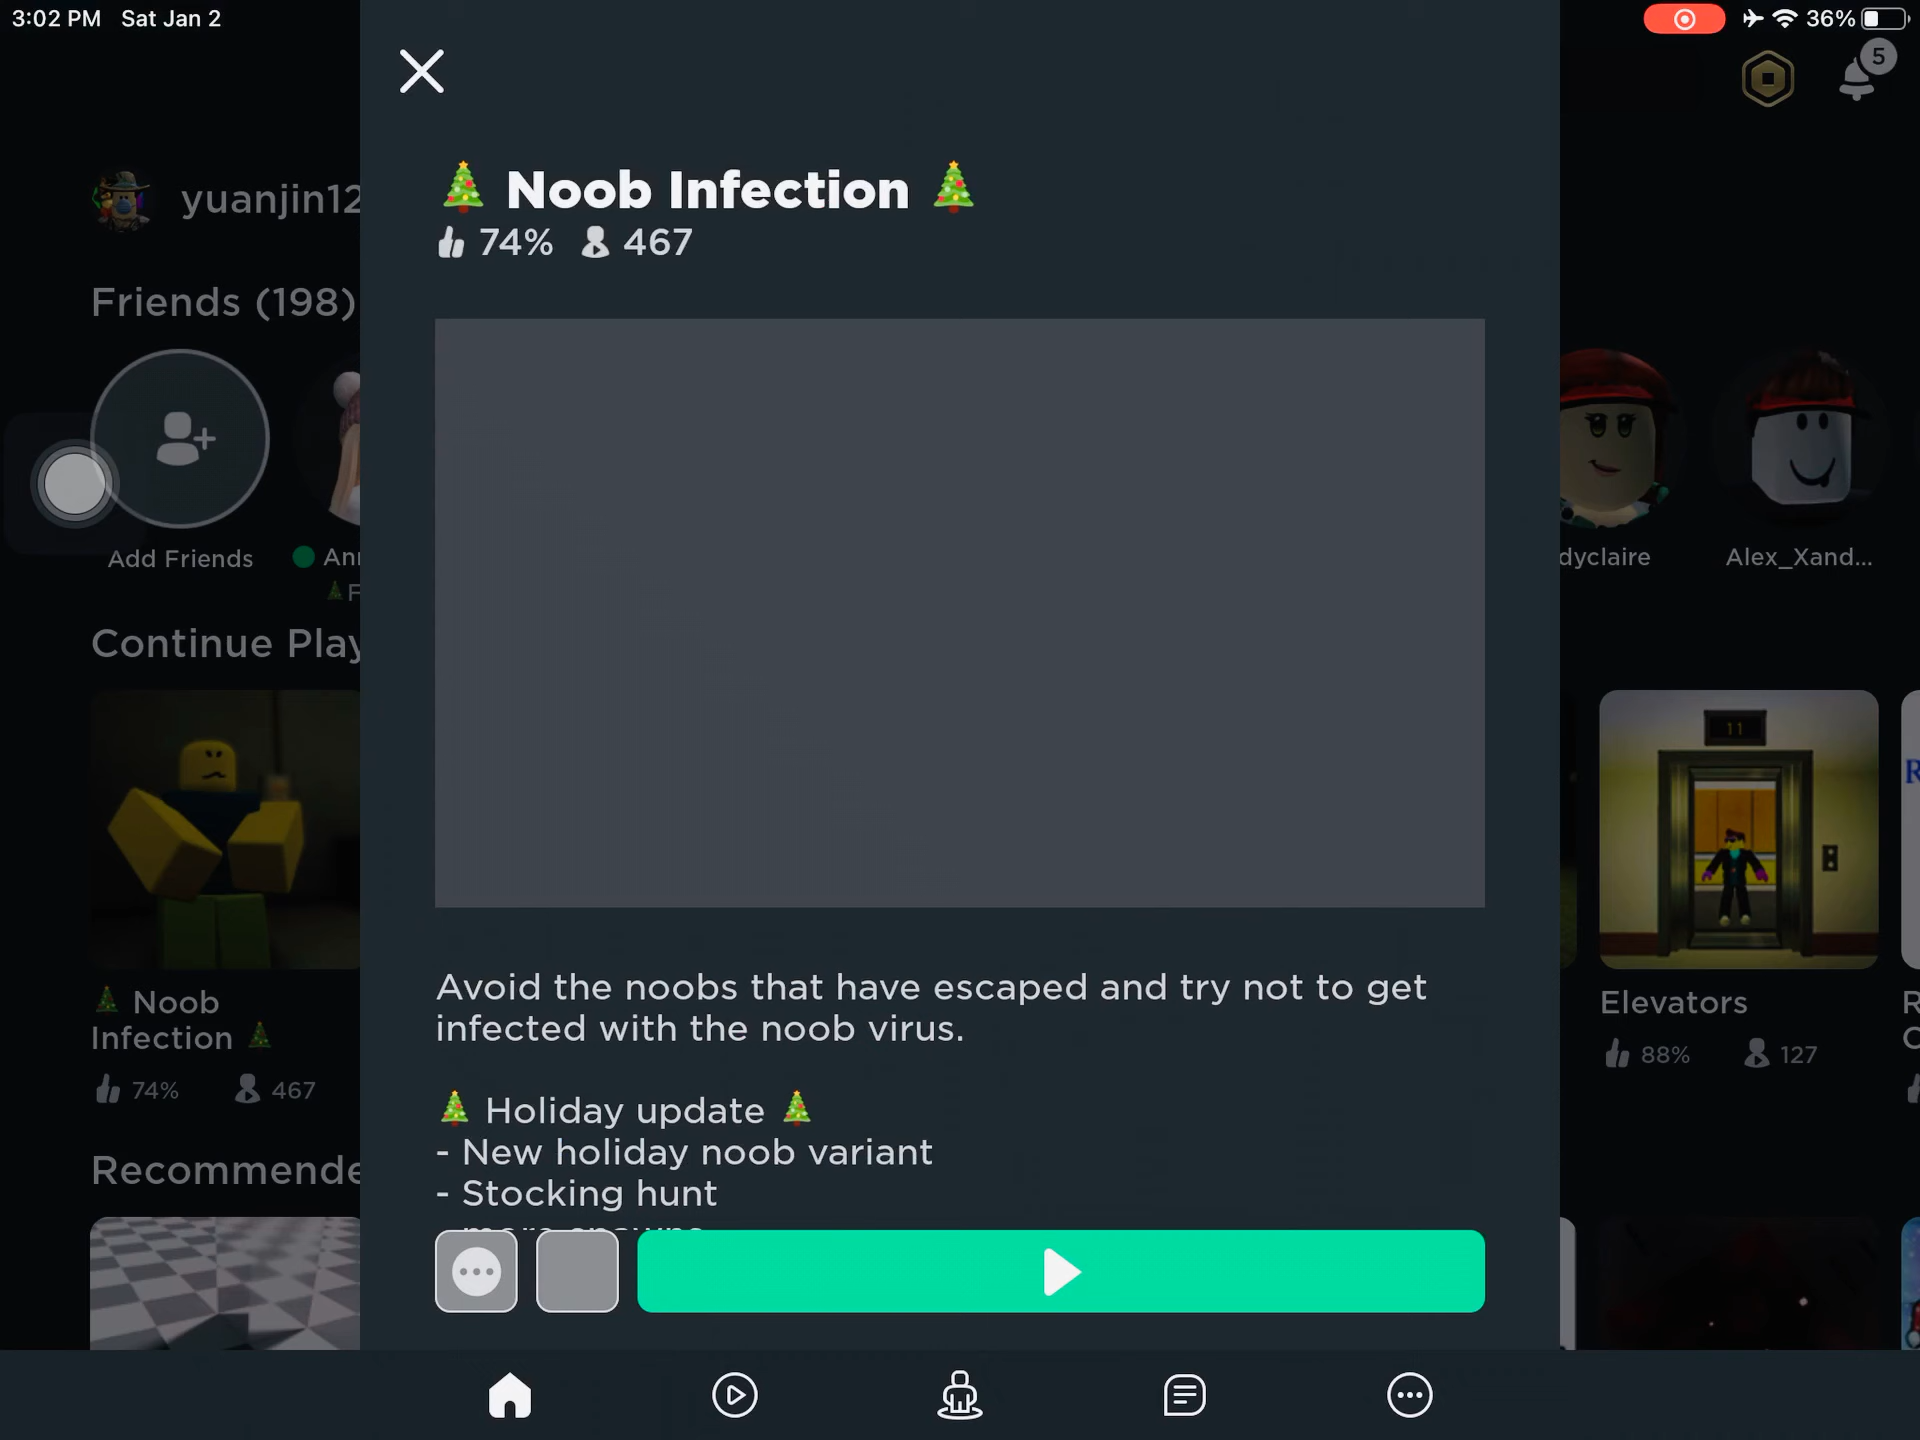 3:02 PM Sat Jan 2
36%
5
yuanjin12
Friends (198)
Add Friends
dyclaire
Alex_Xand...
Continue Play
🎄 Noob
Infection 🎄
74% 467
Recommende
🎄 Noob Infection 🎄
74% 467
Avoid the noobs that have escaped and try not to get
infected with the noob virus.
🎄 Holiday update 🎄
- New holiday noob variant
- Stocking hunt
11
Elevators
88% 127